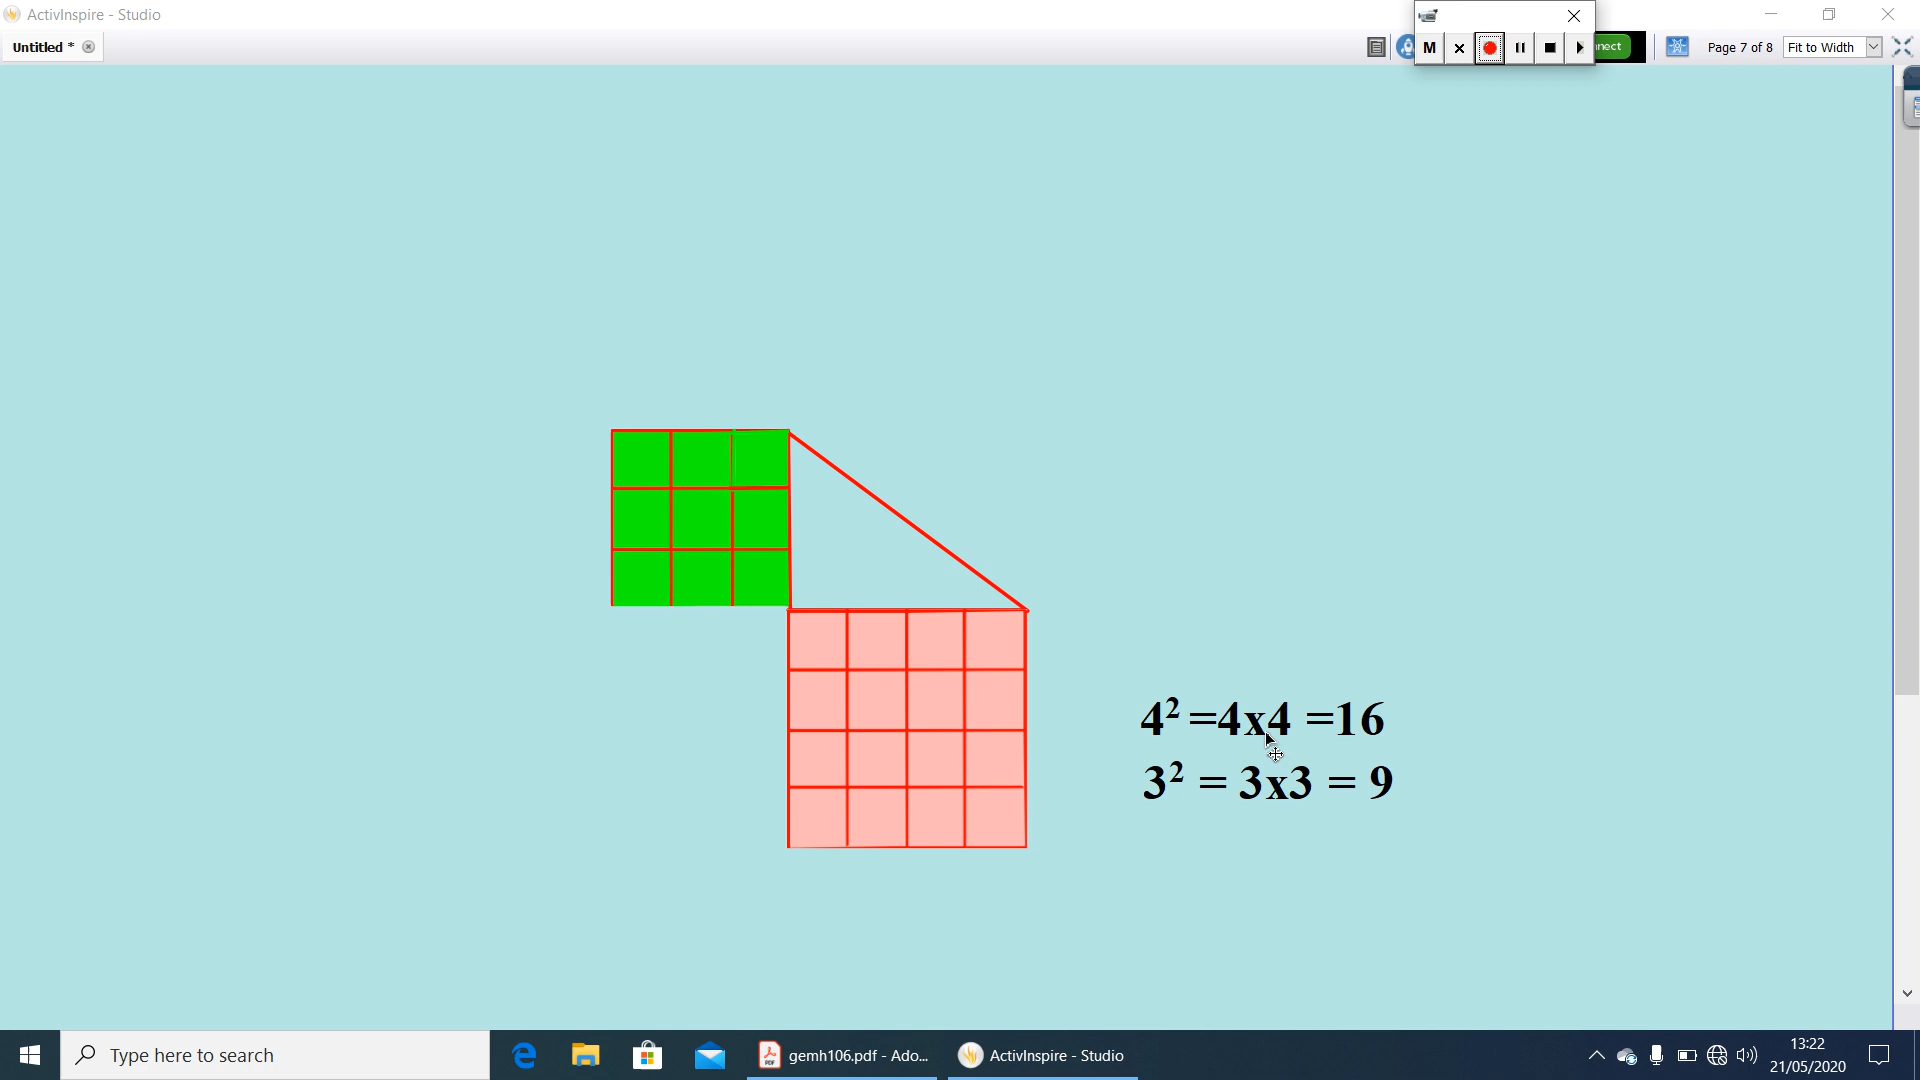 ActivInspire - Studio
Untitled *
M
nnect
Page 7 of 8
Fit to Width
4² =4x4 =16
3² = 3x3 = 9
Type here to search
gemh106.pdf - Ado...
ActivInspire - Studio
13:22
21/05/2020